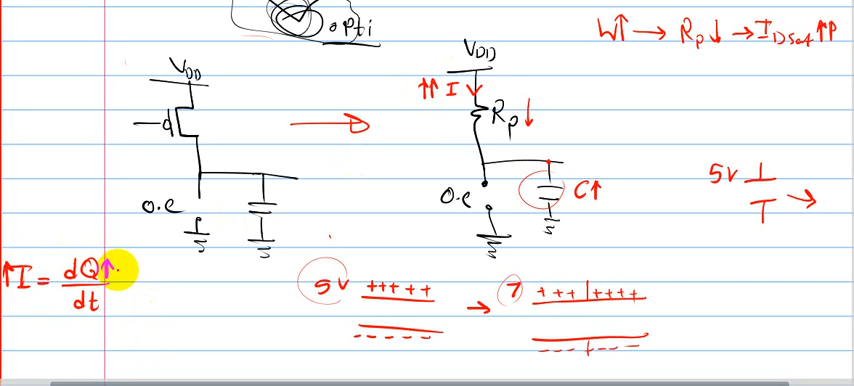 opti
W↑ → Rp↓ → IDsat ↑↑P
VDD
VDD
↑↑ I
Rp ↓
O.C
O.C
C↑
5V
↑I = dQ↑
dt
5V +++++ → 7 +++ ++++
----- ---+---